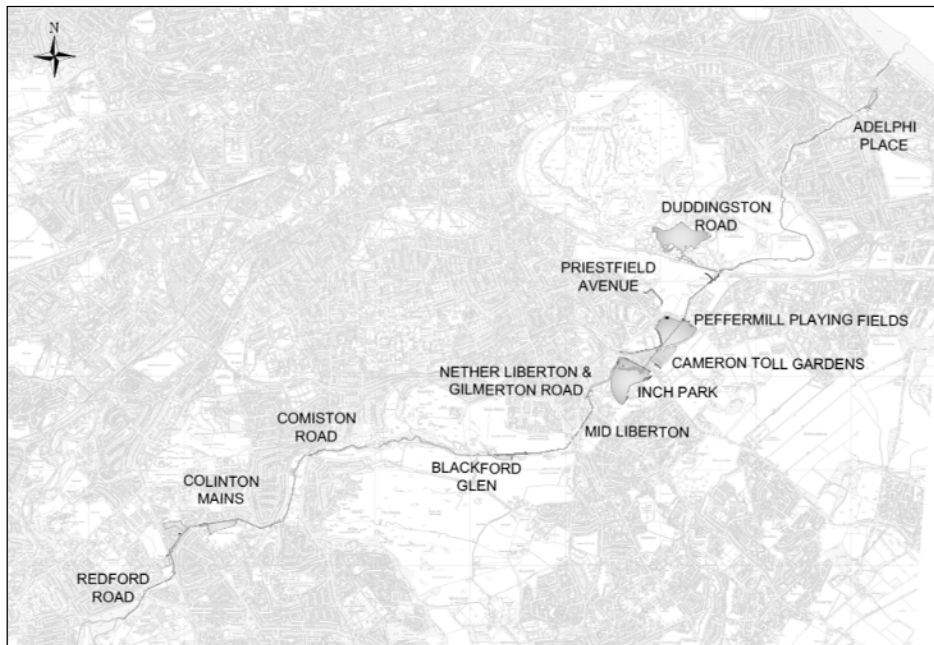 N
ADELPHI
PLACE
DUDDINGSTON
ROAD
PRIESTFIELD
AVENUE
PEFFERMILL PLAYING FIELDS
CAMERON TOLL GARDENS
NETHER LIBERTON &
GILMERTON ROAD
INCH PARK
COMISTON
ROAD
MID LIBERTON
BLACKFORD
GLEN
COLINTON
MAINS
REDFORD
ROAD